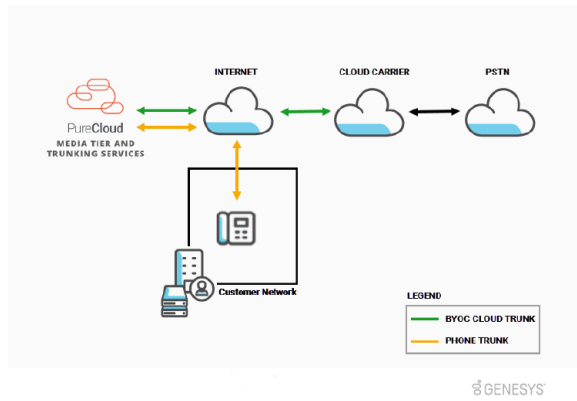 INTERNET
CLOUD CARRIER
PSTN
PureCloud
MEDIA TIER AND
TRUNKING SERVICES
Customer Network
LEGEND
BYOC CLOUD TRUNK
PHONE TRUNK
GENESYS